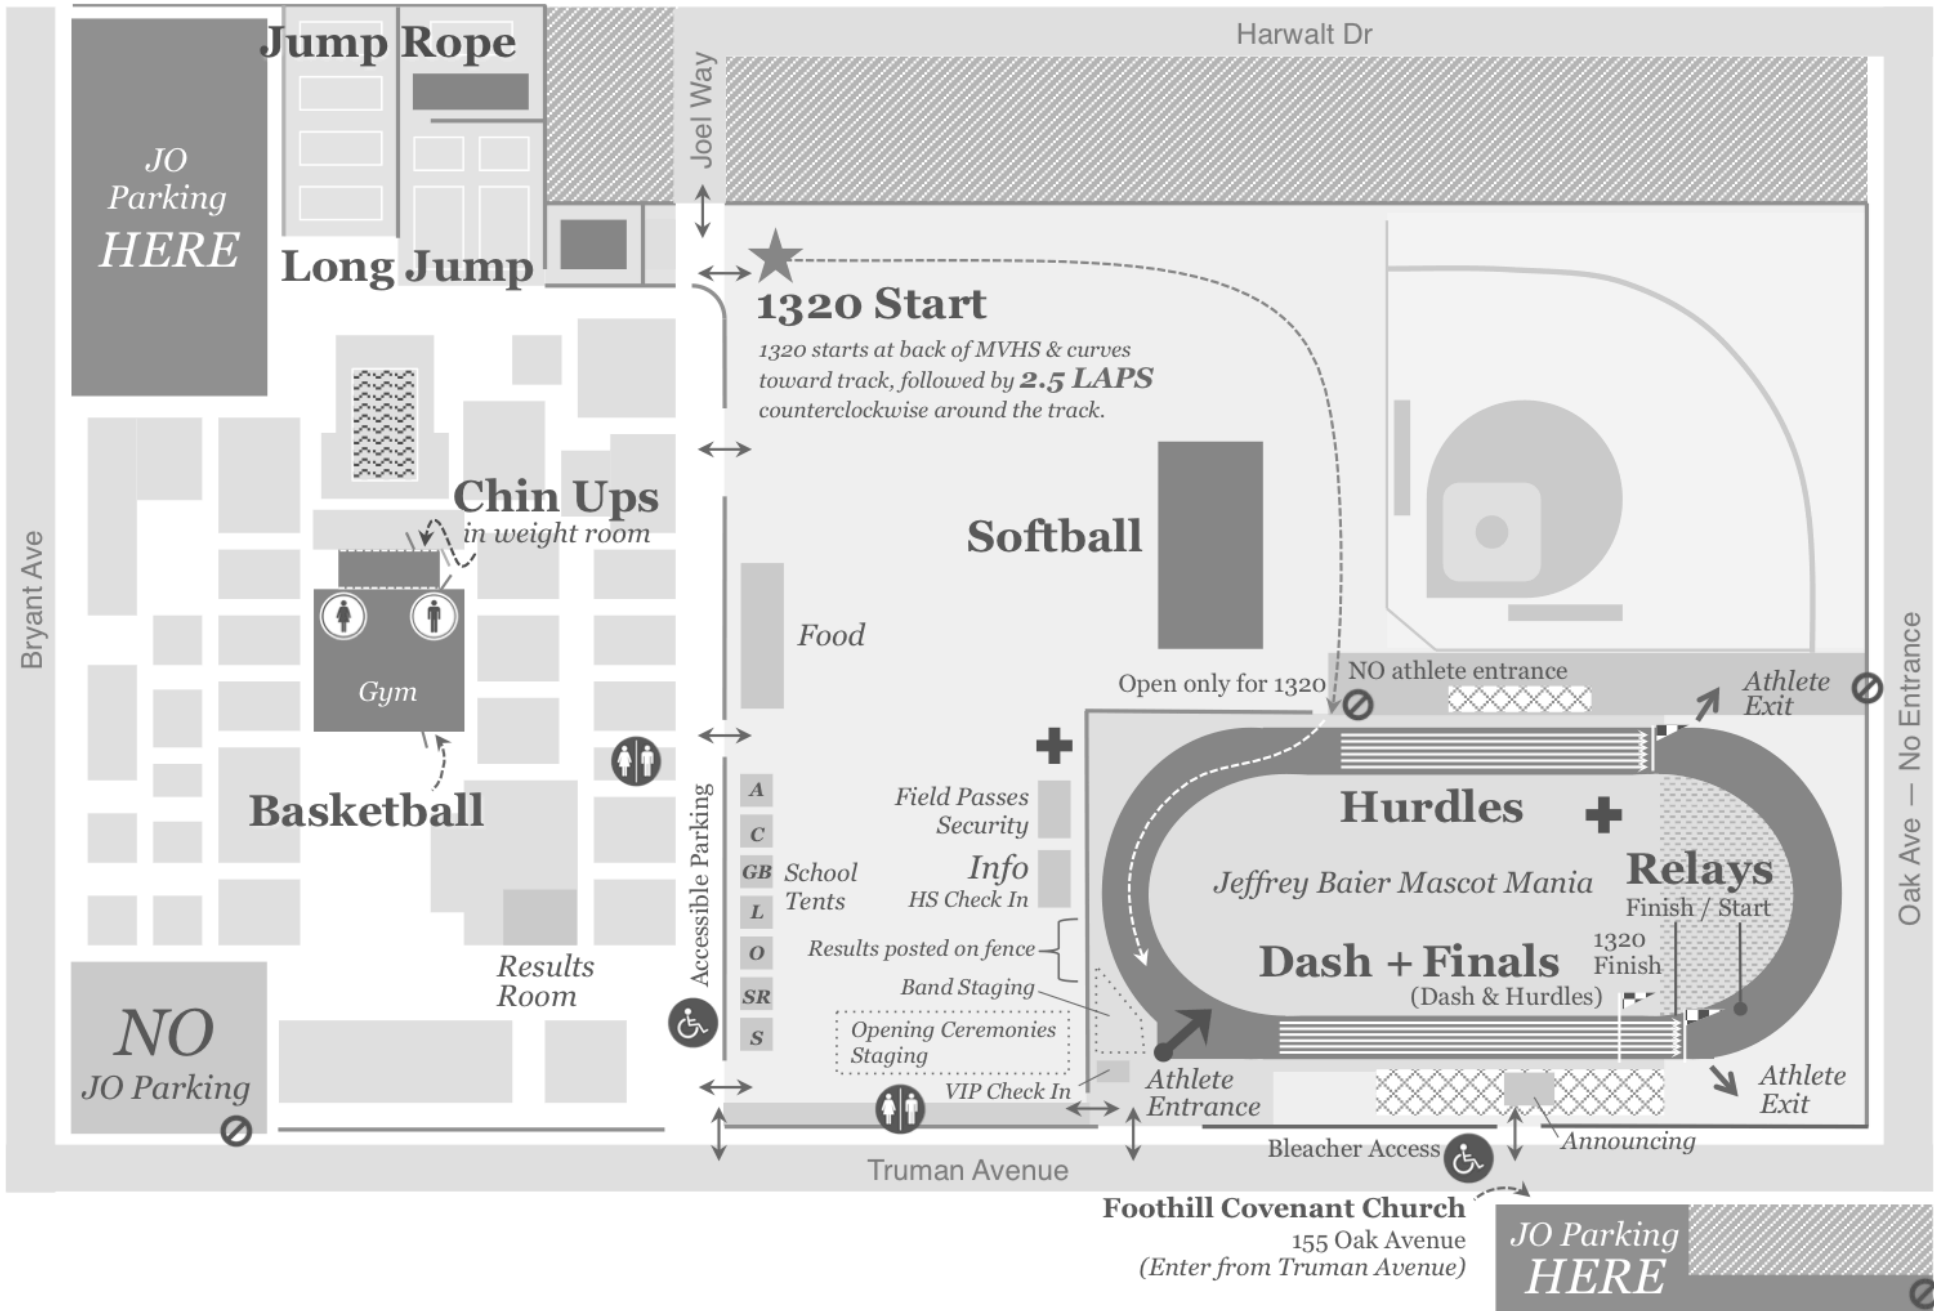 Harwalt Dr
Jump Rope
Joel Way
JO
Parking
HERE
Long Jump
1320 Start
1320 starts at back of MVHS & curves
toward track, followed by 2.5 LAPS
counterclockwise around the track.
Chin Ups
in weight room
Softball
Bryant Ave
Food
Gym
Open only for 1320
NO athlete entrance
Athlete
Exit
Oak Ave — No Entrance
Basketball
Accessible Parking
A
C
GB
L
O
SR
S
School
Tents
Field Passes
Security
Info
HS Check In
Results posted on fence
Band Staging
Opening Ceremonies
Staging
VIP Check In
Hurdles
Jeffrey Baier Mascot Mania
Relays
Finish / Start
1320
Finish
Dash + Finals
(Dash & Hurdles)
Results
Room
NO
JO Parking
Athlete
Entrance
Athlete
Exit
Truman Avenue
Bleacher Access
Announcing
Foothill Covenant Church
155 Oak Avenue
(Enter from Truman Avenue)
JO Parking
HERE